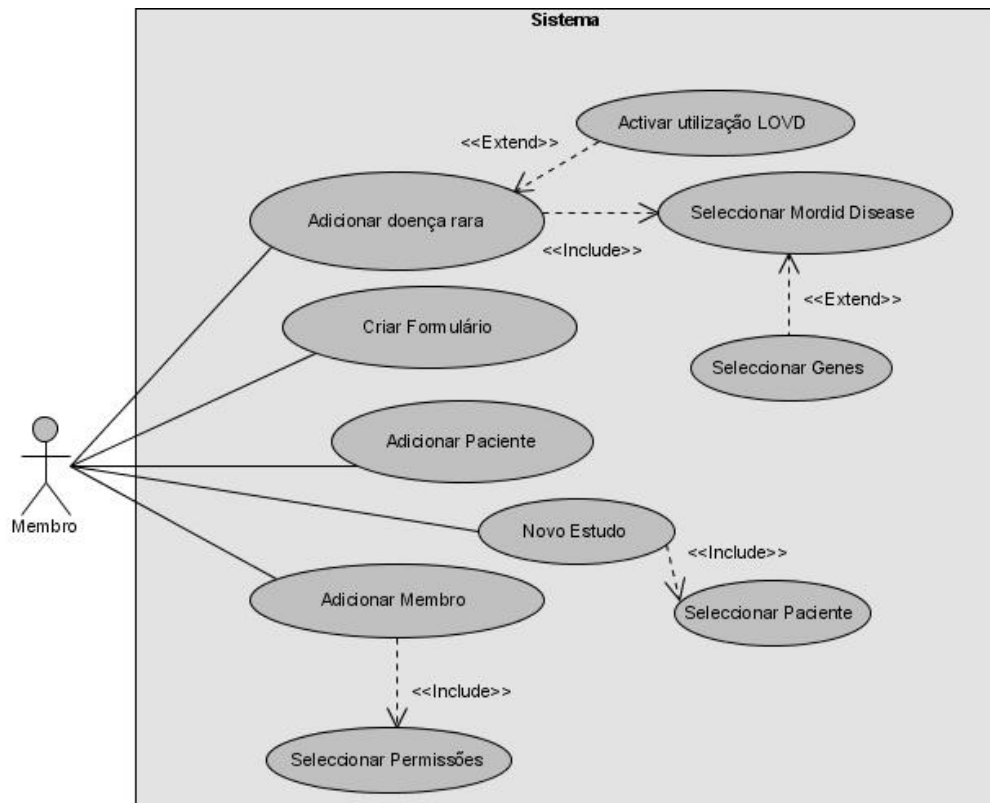 Sistema
Activar utilização LOVD
<<Extend>>
Adicionar doença rara
Seleccionar Mordid Disease
<<Include>>
<<Extend>>
Criar Formulário
Seleccionar Genes
Adicionar Paciente
Membro
Novo Estudo
<<Include>>
Adicionar Membro
Seleccionar Paciente
<<Include>>
Seleccionar Permissões